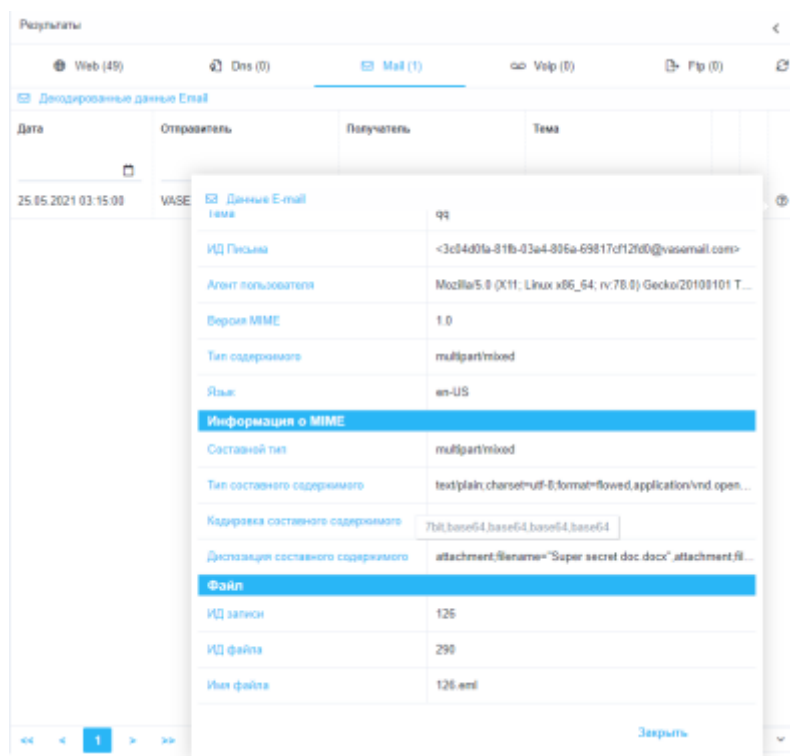 Результаты
Web (49) Dns (0) Mail (1) Voip (0) Ftp (0)
Декодированные данные Email
Дата Отправитель Получатель Тема
25.05.2021 03:15:00 VASE
Данные E-mail
Тема qq
ИД Письма <3c04d0fa-81fb-03a4-806a-69817cf12fd0@vasemail.com>
Агент пользователя Mozilla/5.0 (X11; Linux x86_64; rv:78.0) Gecko/20100101 T...
Версия MIME 1.0
Тип содержимого multipart/mixed
Язык en-US
Информация о MIME
Составной тип multipart/mixed
Тип составного содержимого text/plain;charset=utf-8;format=flowed,application/vnd.open...
Кодировка составного содержимого 7bit,base64,base64,base64,base64
Диспозиция составного содержимого attachment;filename="Super secret doc.docx",attachment;fil...
Файл
ИД записи 126
ИД файла 290
Имя файла 126.eml
Закрыть
<< < 1 > >>